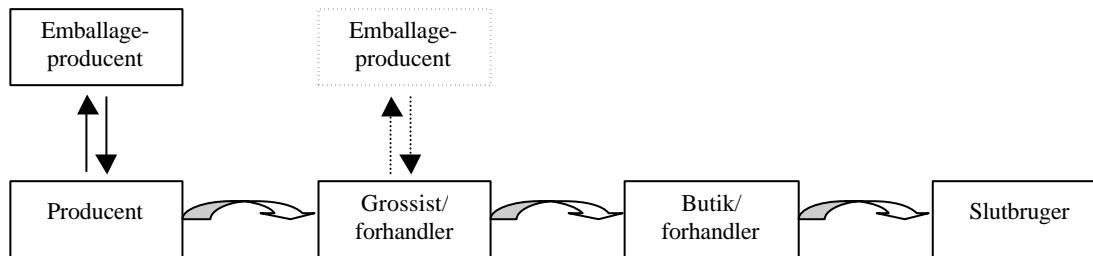 Emballage-
producent
Emballage-
producent
Producent
Grossist/
forhandler
Butik/
forhandler
Slutbruger